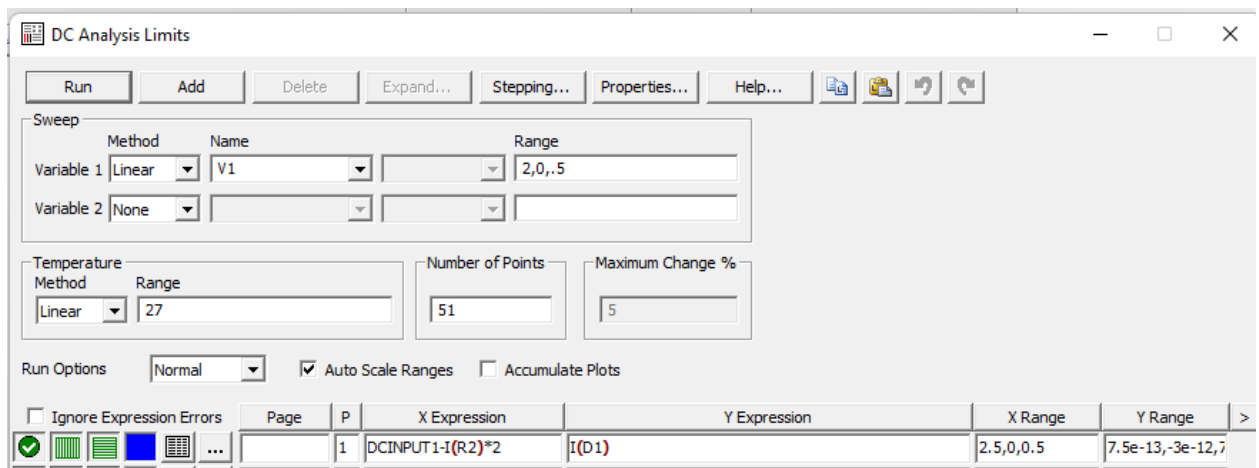 DC Analysis Limits
Run Add Delete Expand... Stepping... Properties... Help...
Sweep
Method Name Range
Variable 1 Linear V1 2,0,.5
Variable 2 None
Temperature Number of Points Maximum Change %
Method Range
Linear 27 51 5
Run Options Normal Auto Scale Ranges Accumulate Plots
Ignore Expression Errors Page P X Expression Y Expression X Range Y Range >
... 1 DCINPUT1-I(R2)*2 I(D1) 2.5,0,0.5 7.5e-13,-3e-12,7